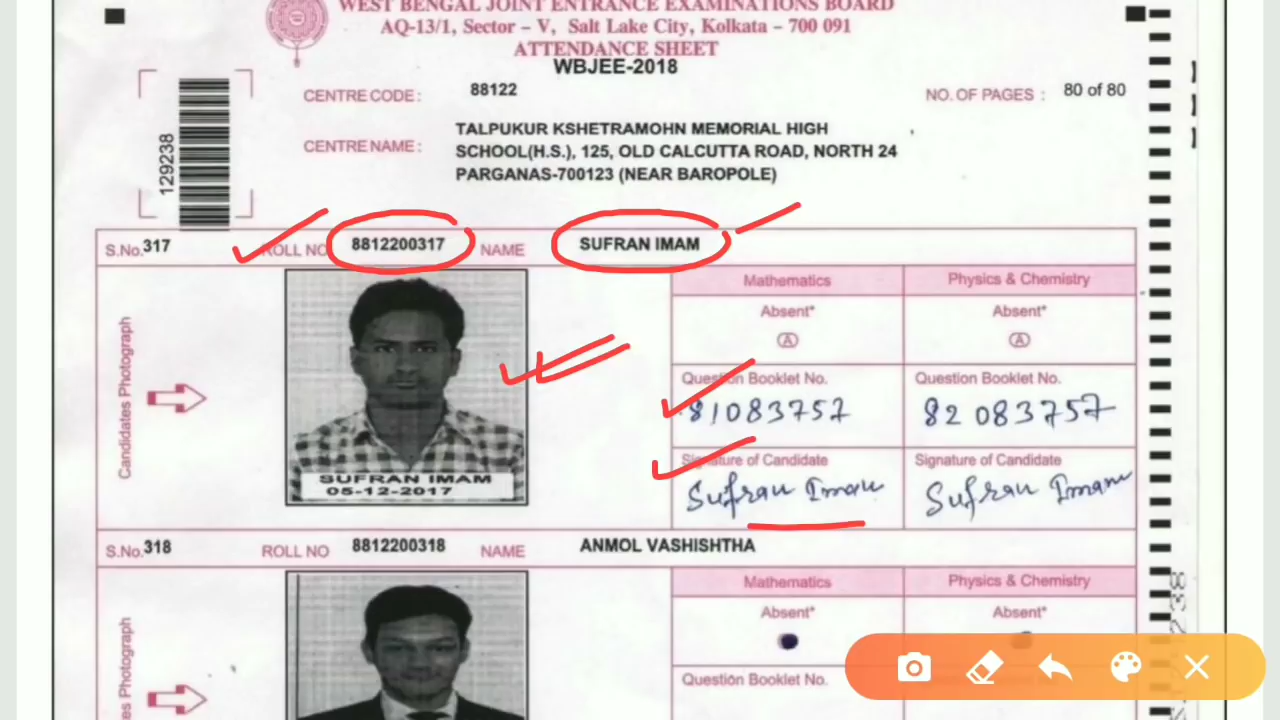 WEST BENGAL JOINT ENTRANCE EXAMINATIONS BOARD
AQ-13/1, Sector – V, Salt Lake City, Kolkata – 700 091
ATTENDANCE SHEET
WBJEE-2018
129238
CENTRE CODE : 88122
NO. OF PAGES : 80 of 80
CENTRE NAME : TALPUKUR KSHETRAMOHN MEMORIAL HIGH
SCHOOL(H.S.), 125, OLD CALCUTTA ROAD, NORTH 24
PARGANAS-700123 (NEAR BAROPOLE)
S.No. 317 ROLL NO 8812200317 NAME SUFRAN IMAM
Candidates Photograph
SUFRAN IMAM
05-12-2017
Mathematics Physics & Chemistry
Absent* Absent*
A A
Question Booklet No. Question Booklet No.
81083757 82083757
Signature of Candidate Signature of Candidate
Sufran Imam Sufran Imam
S.No. 318 ROLL NO 8812200318 NAME ANMOL VASHISHTHA
Mathematics Physics & Chemistry
Absent* Absent*
Question Booklet No.